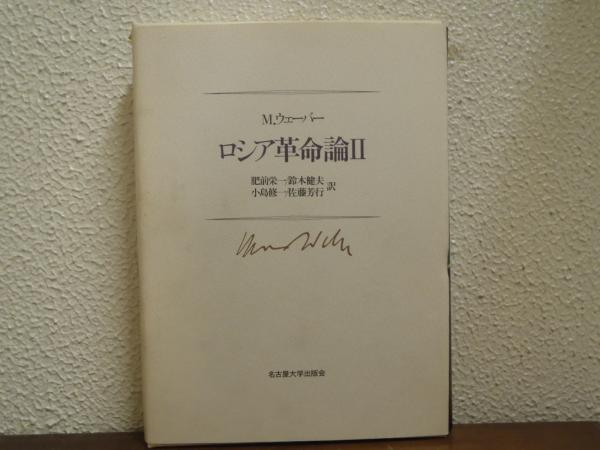 M.ウェーバー
ロシア革命論II
肥前栄一・鈴木健夫
小島修一・佐藤芳行 訳
Max Weber
名古屋大学出版会